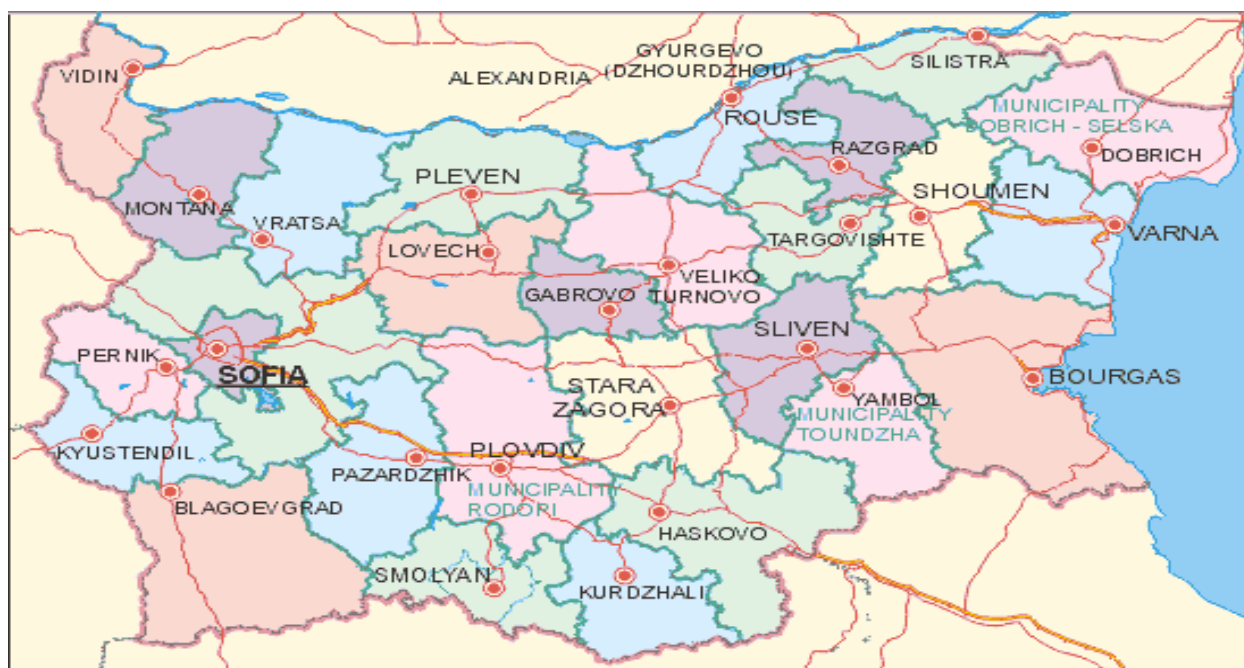 GYURGEVO
(DZHOURDZHOU)
ALEXANDRIA
SILISTRA
VIDIN
ROUSE
MUNICIPALITY
DOBRICH - SELSKA
RAZGRAD
DOBRICH
PLEVEN
SHOUMEN
MONTANA
VRATSA
TARGOVISHTE
VARNA
LOVECH
VELIKO
TURNOVO
GABROVO
SLIVEN
PERNIK
SOFIA
BOURGAS
STARA
ZAGORA
YAMBOL
MUNICIPALITY
TOUNDZHA
KYUSTENDIL
PLOVDIV
PAZARDZHIK
MUNICIPALITY
RODOPI
BLAGOEVGRAD
HASKOVO
SMOLYAN
KURDZHALI